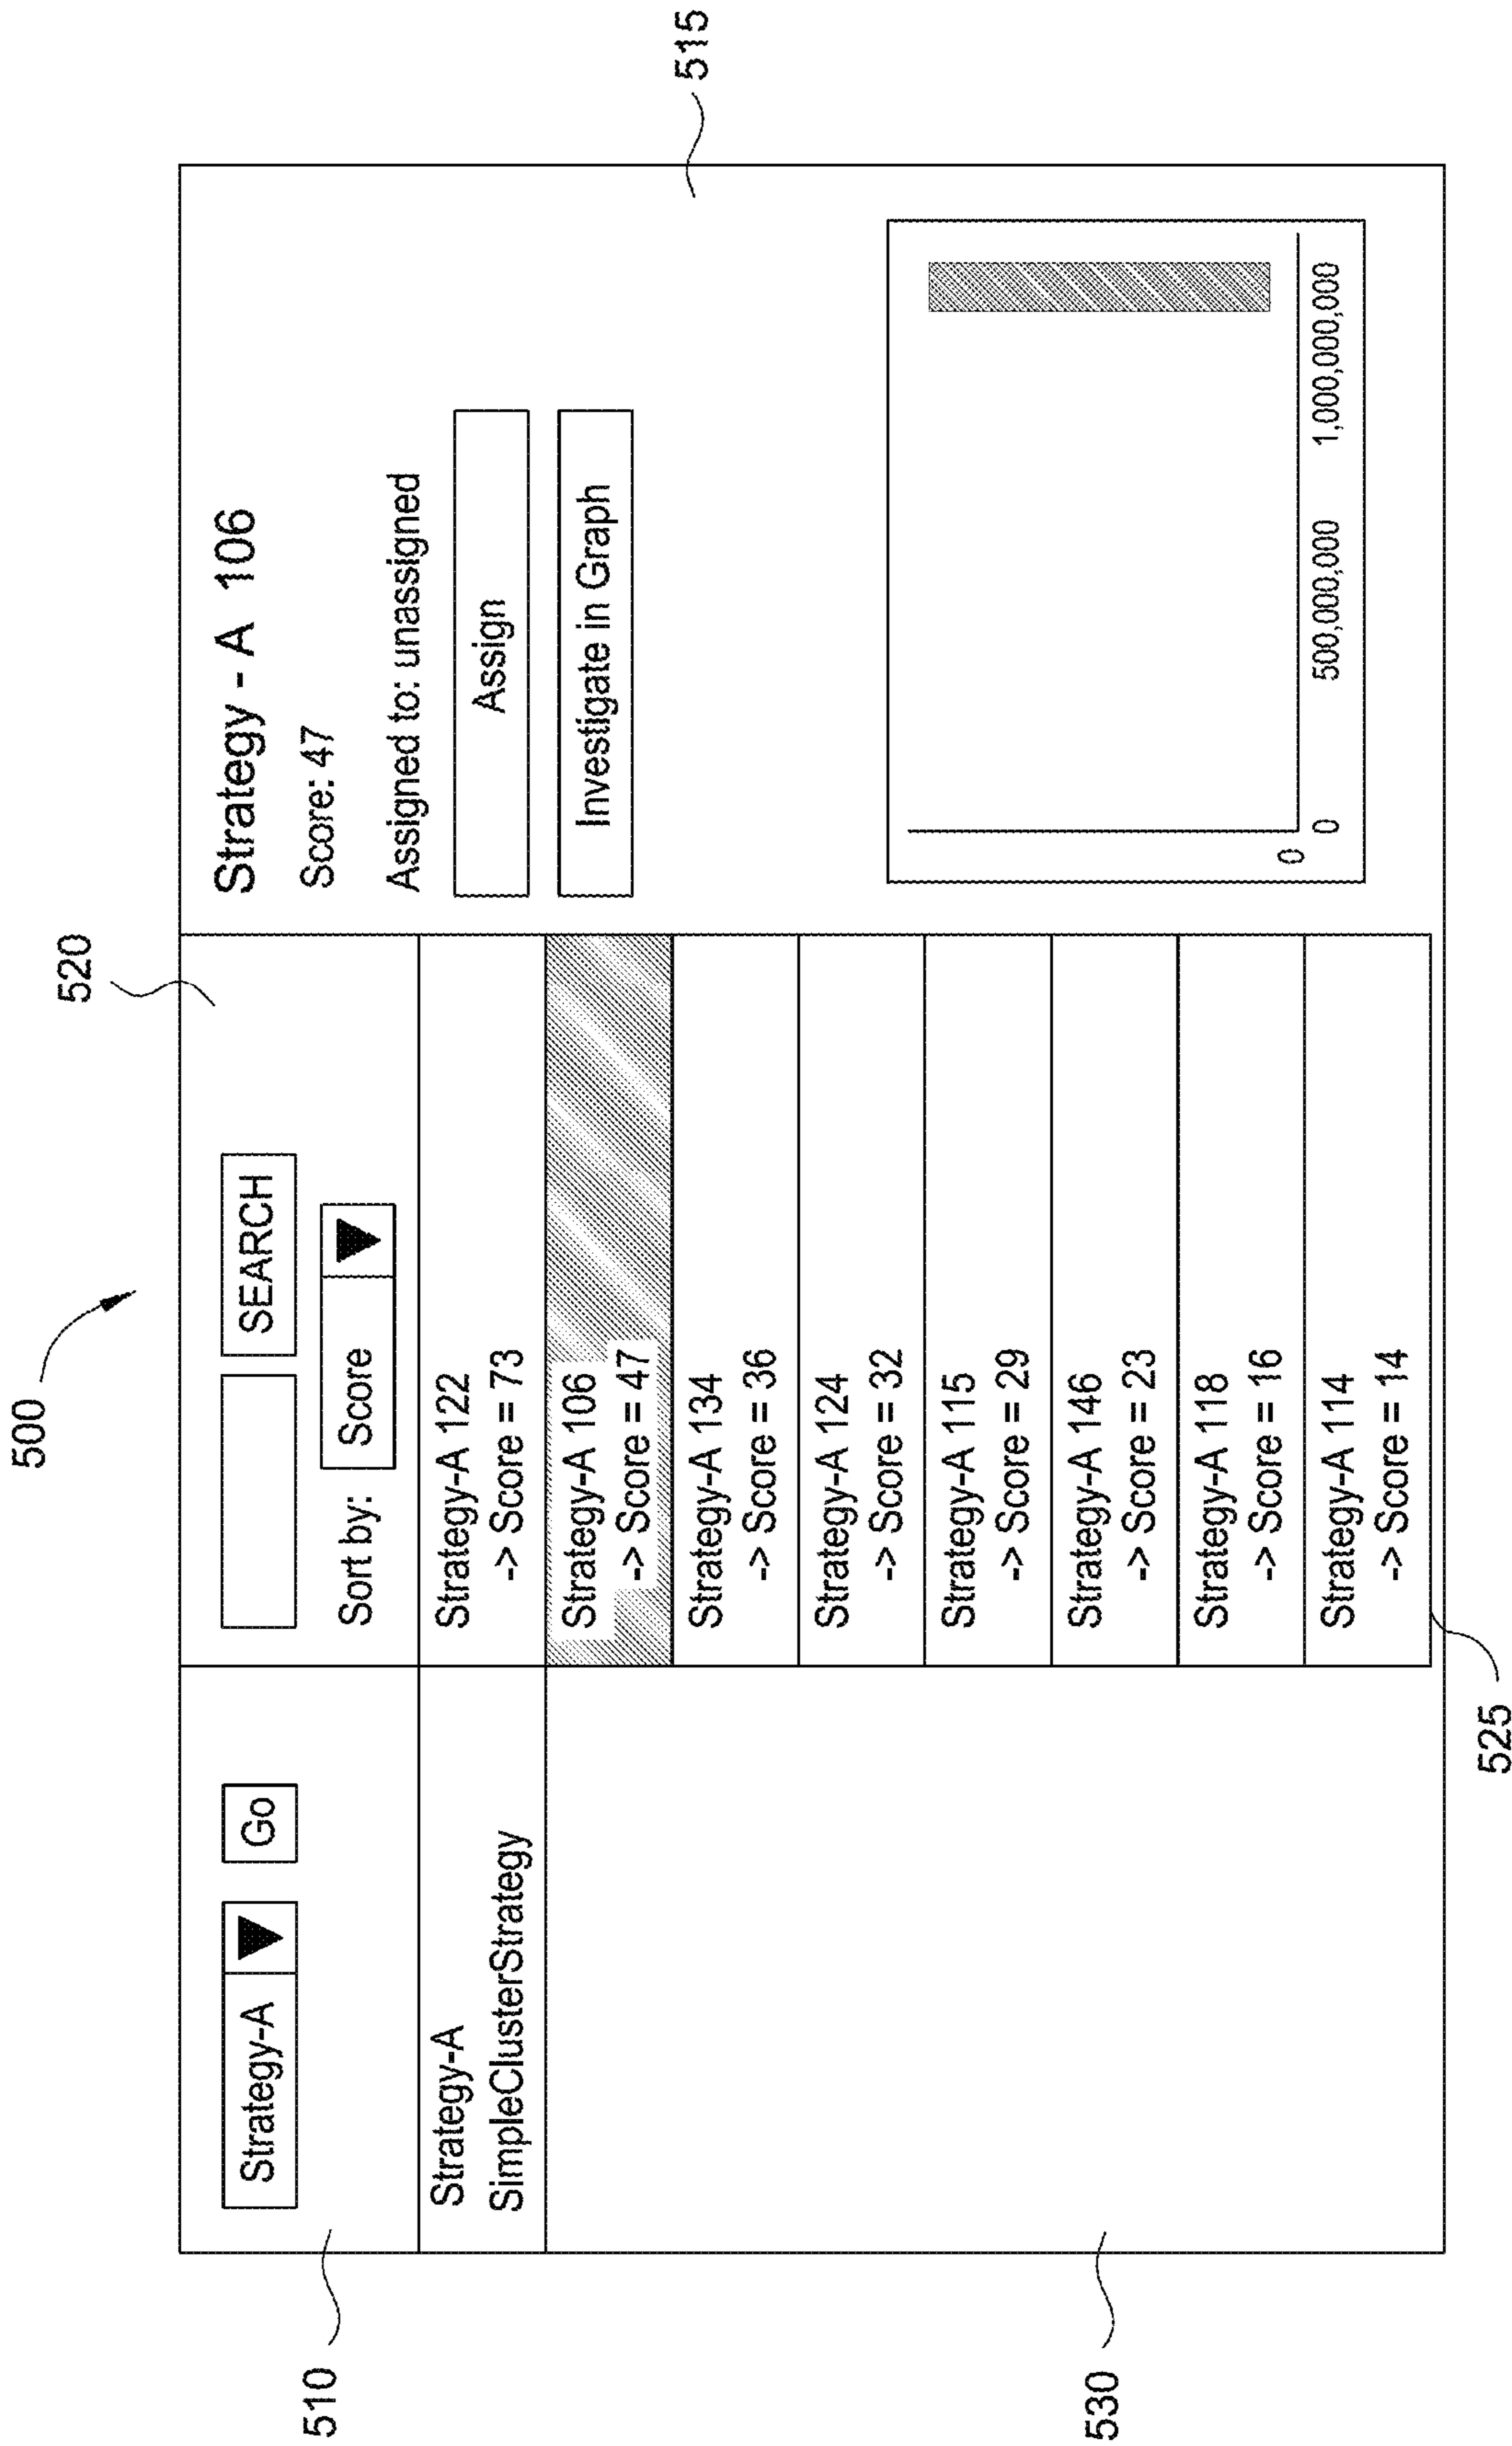 500
520
515
510
Strategy-A
Go
SEARCH
Sort by:
Score
Strategy-A
SimpleClusterStrategy
Strategy-A 122
-> Score = 73
Strategy-A 106
-> Score = 47
Strategy-A 134
-> Score = 36
Strategy-A 124
-> Score = 32
Strategy-A 115
-> Score = 29
Strategy-A 146
-> Score = 23
Strategy-A 118
-> Score = 16
Strategy-A 114
-> Score = 14
Strategy - A 106
Score: 47
Assigned to: unassigned
Assign
Investigate in Graph
0
0
500,000,000
1,000,000,000
530
525